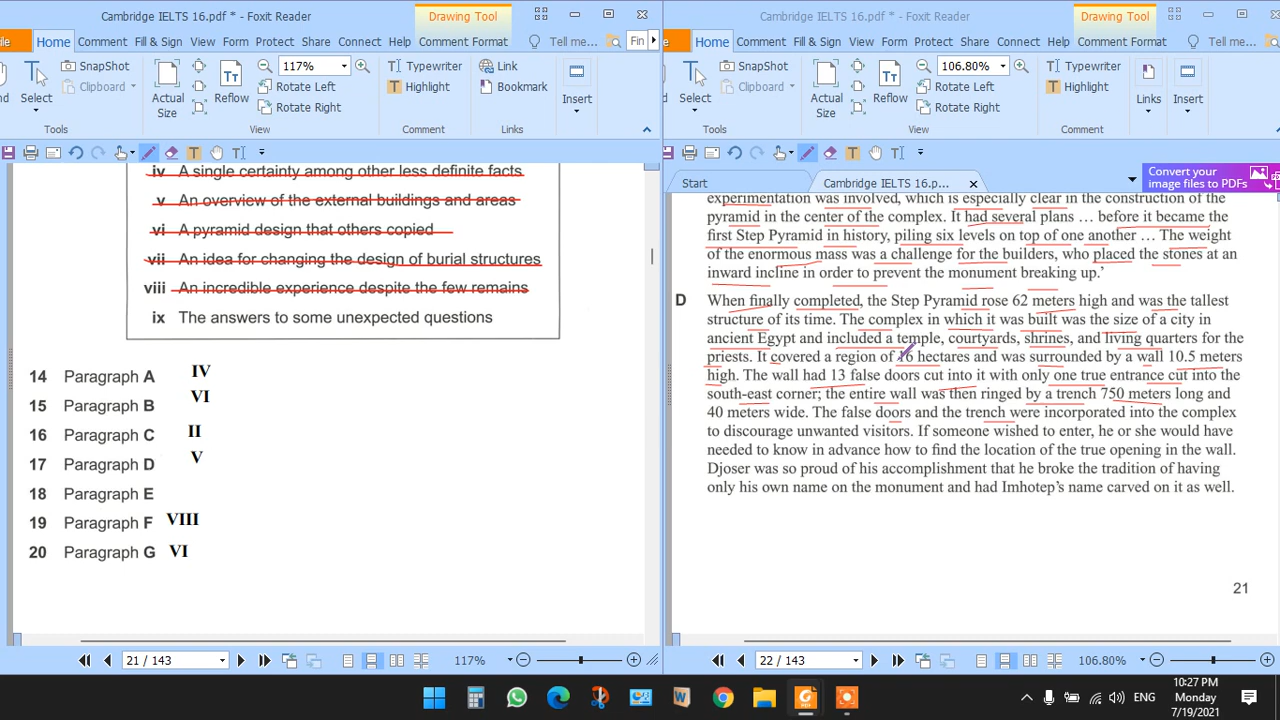 Cambridge IELTS 16.pdf * - Foxit Reader
Drawing Tool
File
Home
Comment
Fill & Sign
View
Form
Protect
Share
Connect
Help
Comment Format
Tell me...
Fin
SnapShot
Clipboard
Select
Tools
Actual Size
Reflow
117%
Rotate Left
Rotate Right
View
Typewriter
Highlight
Comment
Link
Bookmark
Links
Insert
iv A single certainty among other less definite facts
v An overview of the external buildings and areas
vi A pyramid design that others copied
vii An idea for changing the design of burial structures
viii An incredible experience despite the few remains
ix The answers to some unexpected questions
14 Paragraph A IV
15 Paragraph B VI
16 Paragraph C II
17 Paragraph D V
18 Paragraph E
19 Paragraph F VIII
20 Paragraph G VI
21 / 143
117%
Cambridge IELTS 16.pdf * - Foxit Reader
Drawing Tool
Home
Comment
Fill & Sign
View
Form
Protect
Share
Connect
Help
Comment Format
Tell me...
SnapShot
Clipboard
Select
Tools
Actual Size
Reflow
106.80%
Rotate Left
Rotate Right
View
Typewriter
Highlight
Comment
Links
Insert
Start
Cambridge IELTS 16.p...
Convert your
image files to PDFs
experimentation was involved, which is especially clear in the construction of the
pyramid in the center of the complex. It had several plans … before it became the
first Step Pyramid in history, piling six levels on top of one another … The weight
of the enormous mass was a challenge for the builders, who placed the stones at an
inward incline in order to prevent the monument breaking up.’
D When finally completed, the Step Pyramid rose 62 meters high and was the tallest
structure of its time. The complex in which it was built was the size of a city in
ancient Egypt and included a temple, courtyards, shrines, and living quarters for the
priests. It covered a region of 16 hectares and was surrounded by a wall 10.5 meters
high. The wall had 13 false doors cut into it with only one true entrance cut into the
south-east corner; the entire wall was then ringed by a trench 750 meters long and
40 meters wide. The false doors and the trench were incorporated into the complex
to discourage unwanted visitors. If someone wished to enter, he or she would have
needed to know in advance how to find the location of the true opening in the wall.
Djoser was so proud of his accomplishment that he broke the tradition of having
only his own name on the monument and had Imhotep’s name carved on it as well.
21
22 / 143
106.80%
ENG
10:27 PM
Monday
7/19/2021